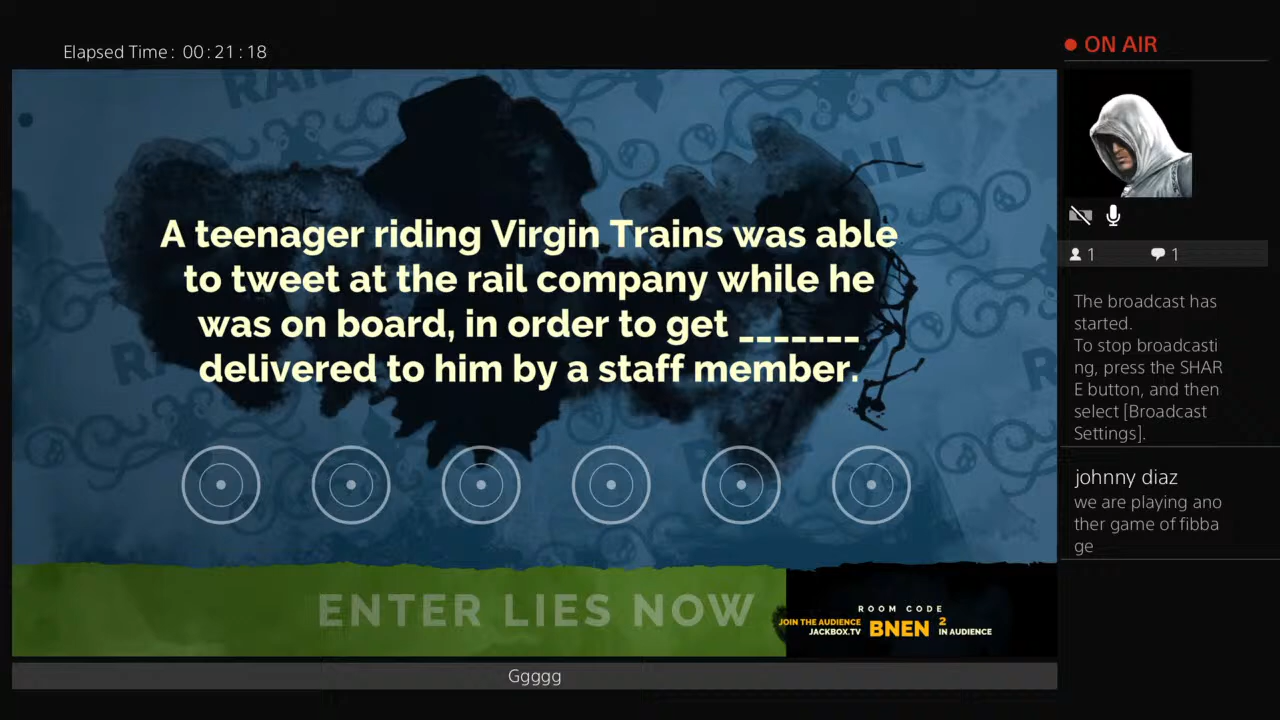 Elapsed Time: 00:21:18
ON AIR
RAIL
RAIL
RAIL
A teenager riding Virgin Trains was able
to tweet at the rail company while he
was on board, in order to get _______
delivered to him by a staff member.
1
1
The broadcast has
started.
To stop broadcasti
ng, press the SHAR
E button, and then
select [Broadcast
Settings].
johnny diaz
we are playing ano
ther game of fibba
ge
ENTER LIES NOW
ROOM CODE
JOIN THE AUDIENCE
JACKBOX.TV
BNEN
2
IN AUDIENCE
Ggggg